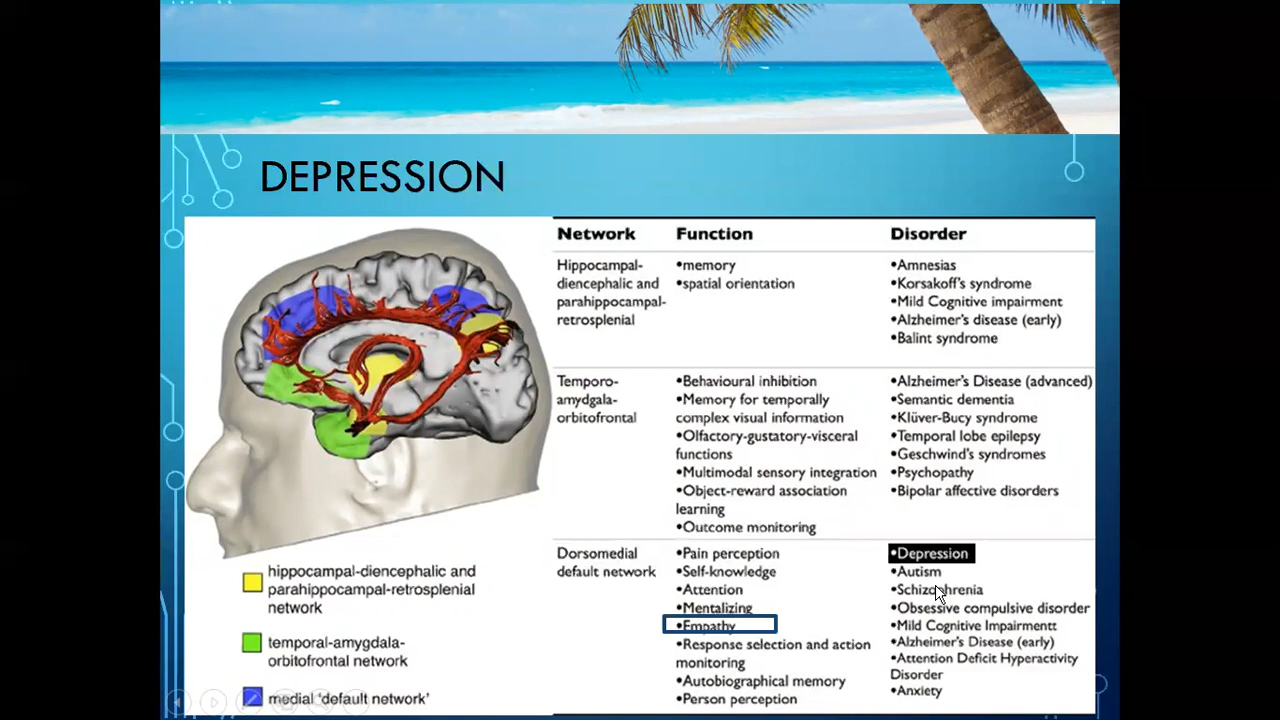 DEPRESSION
Network Function Disorder
Hippocampal-
diencephalic and
parahippocampal-
retrosplenial
•memory
•spatial orientation
•Amnesias
•Korsakoff's syndrome
•Mild Cognitive impairment
•Alzheimer's disease (early)
•Balint syndrome
Temporo-
amydgala-
orbitofrontal
•Behavioural inhibition
•Memory for temporally
complex visual information
•Olfactory-gustatory-visceral
functions
•Multimodal sensory integration
•Object-reward association
learning
•Outcome monitoring
•Alzheimer's Disease (advanced)
•Semantic dementia
•Klüver-Bucy syndrome
•Temporal lobe epilepsy
•Geschwind's syndromes
•Psychopathy
•Bipolar affective disorders
Dorsomedial
default network
•Pain perception
•Self-knowledge
•Attention
•Mentalizing
•Empathy
•Response selection and action
monitoring
•Autobiographical memory
•Person perception
•Depression
•Autism
•Schizophrenia
•Obsessive compulsive disorder
•Mild Cognitive Impairmentt
•Alzheimer's Disease (early)
•Attention Deficit Hyperactivity
Disorder
•Anxiety
hippocampal-diencephalic and
parahippocampal-retrosplenial
network
temporal-amygdala-
orbitofrontal network
medial 'default network'